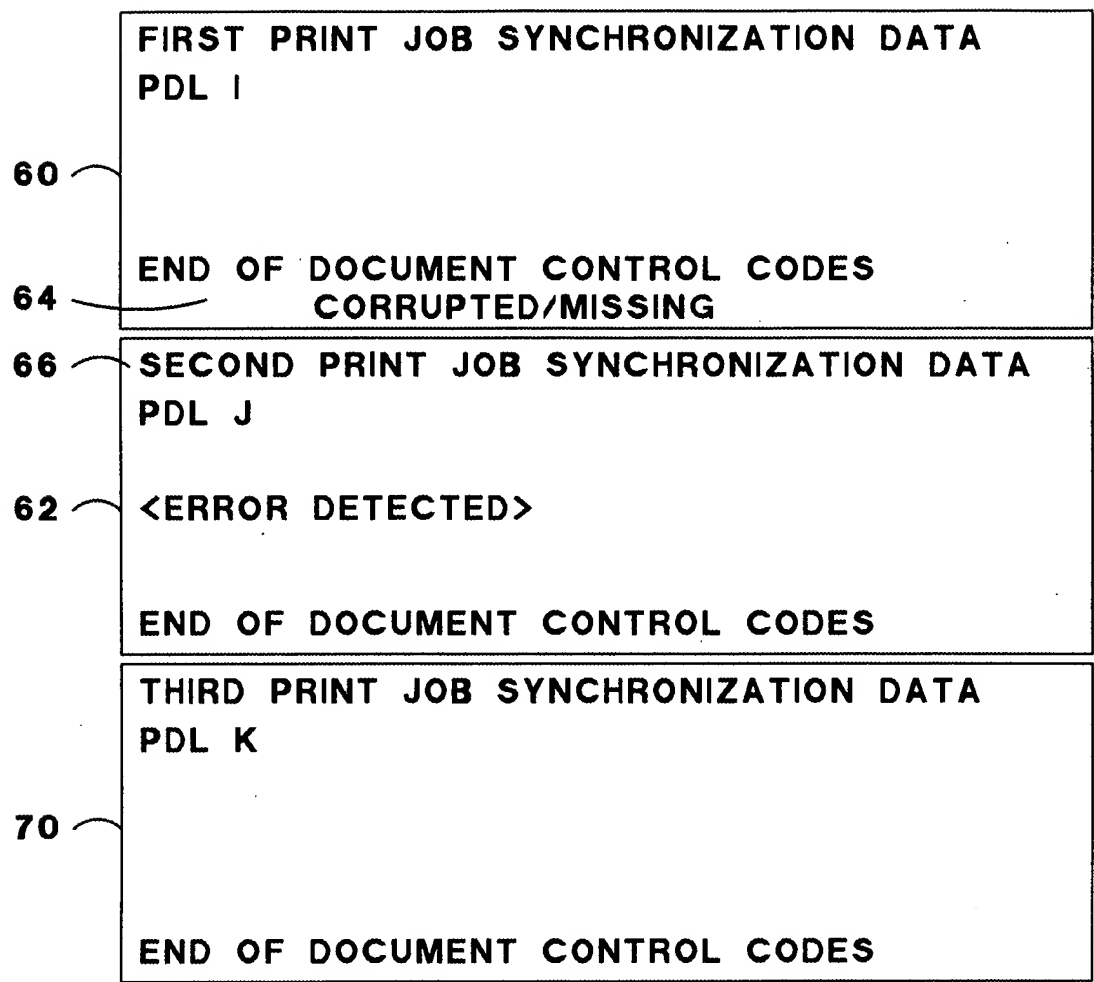 FIRST PRINT JOB SYNCHRONIZATION DATA
PDL I
60
END OF DOCUMENT CONTROL CODES
64 CORRUPTED/MISSING
66 SECOND PRINT JOB SYNCHRONIZATION DATA
PDL J
62 <ERROR DETECTED>
END OF DOCUMENT CONTROL CODES
THIRD PRINT JOB SYNCHRONIZATION DATA
PDL K
70
END OF DOCUMENT CONTROL CODES